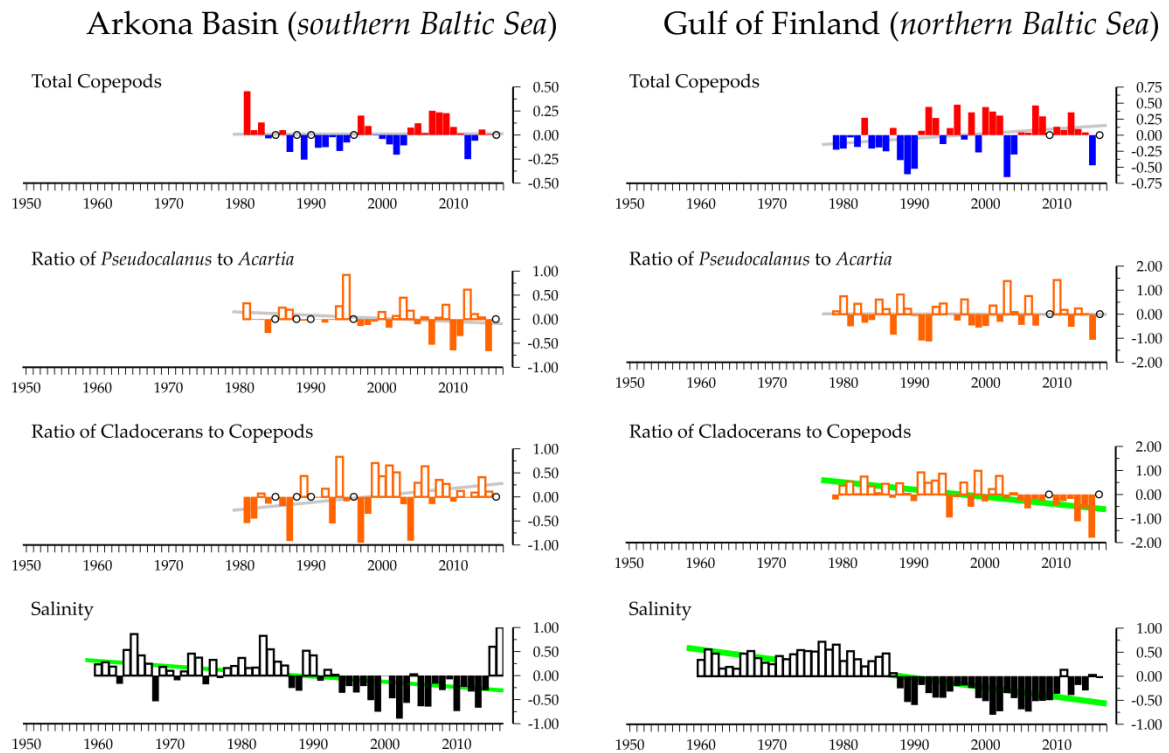 Arkona Basin (southern Baltic Sea)
Total Copepods
0.50
0.25
0.00
-0.25
-0.50
1950 1960 1970 1980 1990 2000 2010
Ratio of Pseudocalanus to Acartia
1.00
0.50
0.00
-0.50
-1.00
1950 1960 1970 1980 1990 2000 2010
Ratio of Cladocerans to Copepods
1.00
0.50
0.00
-0.50
-1.00
1950 1960 1970 1980 1990 2000 2010
Salinity
1.00
0.50
0.00
-0.50
-1.00
1950 1960 1970 1980 1990 2000 2010
Gulf of Finland (northern Baltic Sea)
Total Copepods
0.75
0.50
0.25
0.00
-0.25
-0.50
-0.75
1950 1960 1970 1980 1990 2000 2010
Ratio of Pseudocalanus to Acartia
2.00
1.00
0.00
-1.00
-2.00
1950 1960 1970 1980 1990 2000 2010
Ratio of Cladocerans to Copepods
2.00
1.00
0.00
-1.00
-2.00
1950 1960 1970 1980 1990 2000 2010
Salinity
1.00
0.50
0.00
-0.50
-1.00
1950 1960 1970 1980 1990 2000 2010